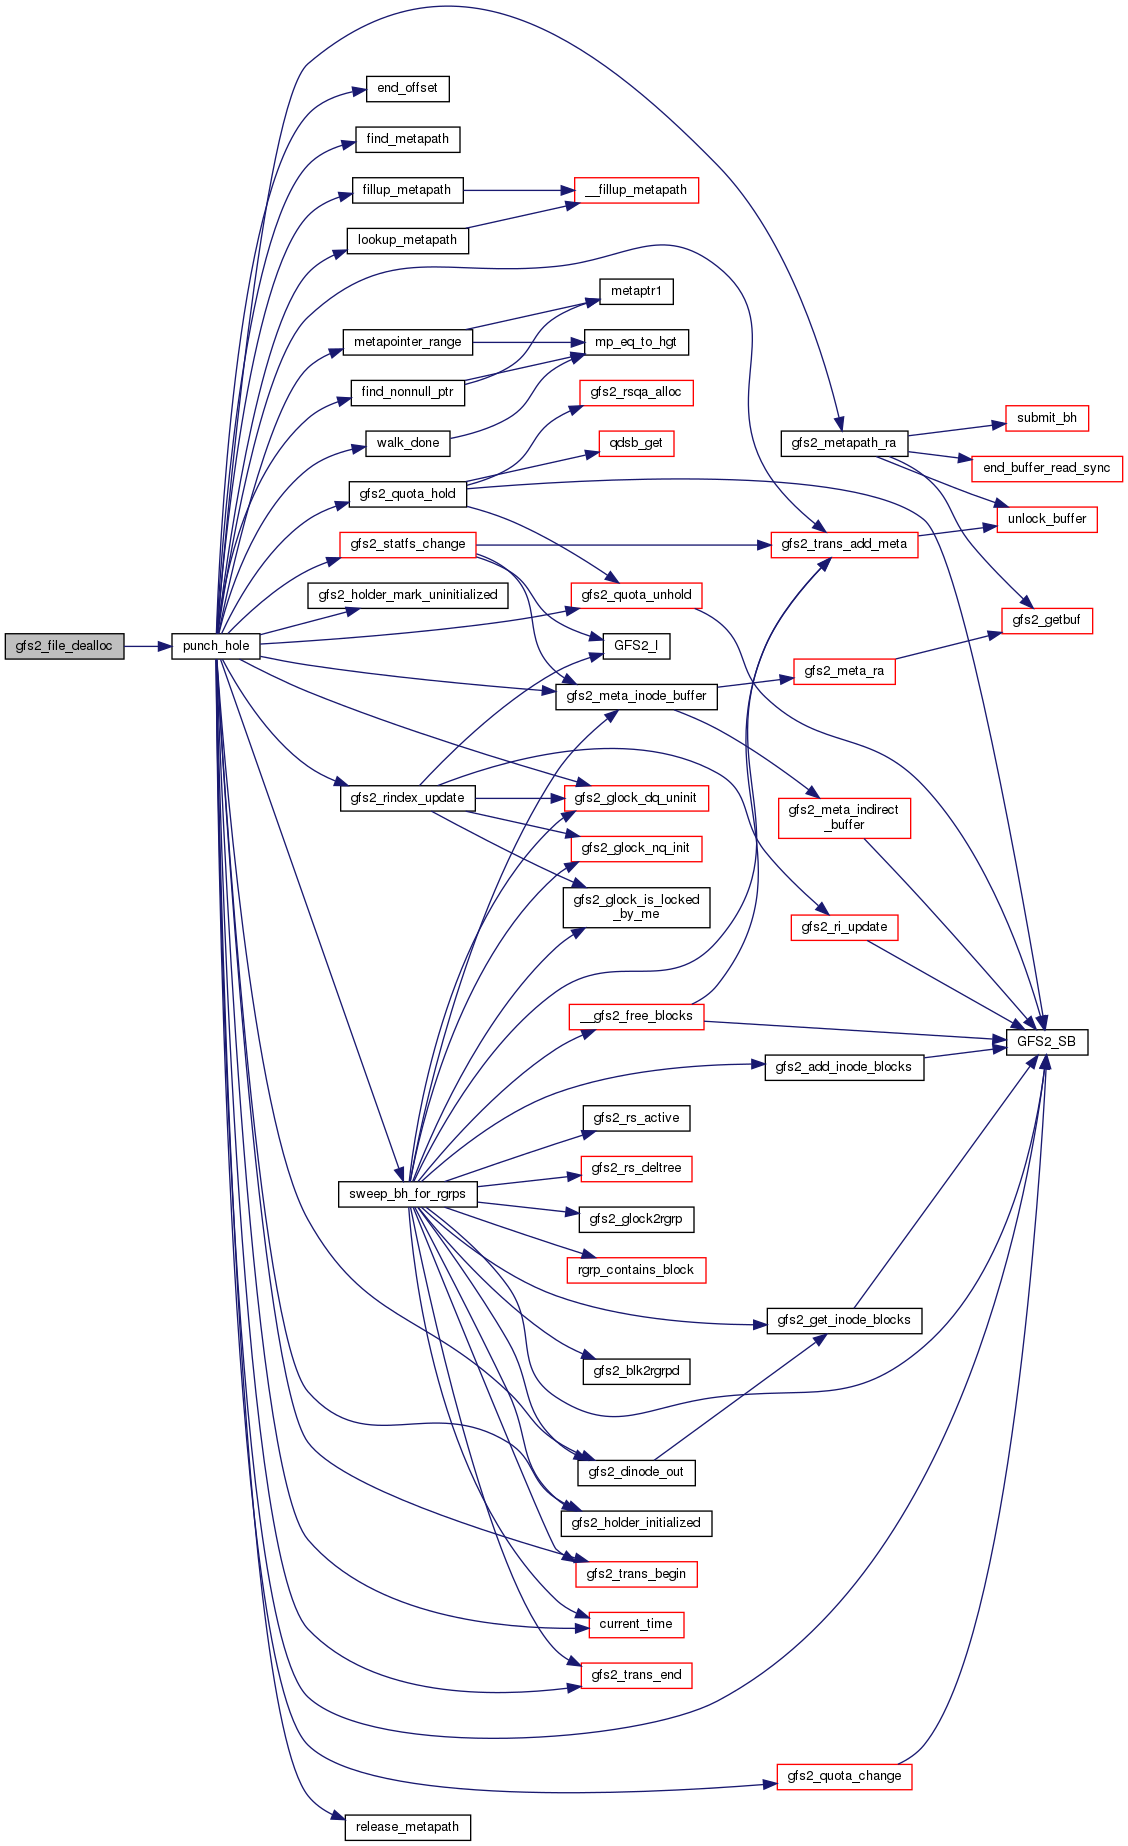 end_offset
find_metapath
fillup_metapath
__fillup_metapath
lookup_metapath
metaptr1
metapointer_range
mp_eq_to_hgt
find_nonnull_ptr
gfs2_rsqa_alloc
submit_bh
walk_done
qdsb_get
gfs2_metapath_ra
end_buffer_read_sync
gfs2_quota_hold
unlock_buffer
gfs2_statfs_change
gfs2_trans_add_meta
gfs2_holder_mark_uninitialized
gfs2_quota_unhold
gfs2_getbuf
gfs2_file_dealloc
punch_hole
GFS2_I
gfs2_meta_ra
gfs2_meta_inode_buffer
gfs2_rindex_update
gfs2_glock_dq_uninit
gfs2_meta_indirect
_buffer
gfs2_glock_nq_init
gfs2_glock_is_locked
_by_me
gfs2_ri_update
__gfs2_free_blocks
GFS2_SB
gfs2_add_inode_blocks
gfs2_rs_active
gfs2_rs_deltree
sweep_bh_for_rgrps
gfs2_glock2rgrp
rgrp_contains_block
gfs2_get_inode_blocks
gfs2_blk2rgrpd
gfs2_dinode_out
gfs2_holder_initialized
gfs2_trans_begin
current_time
gfs2_trans_end
gfs2_quota_change
release_metapath